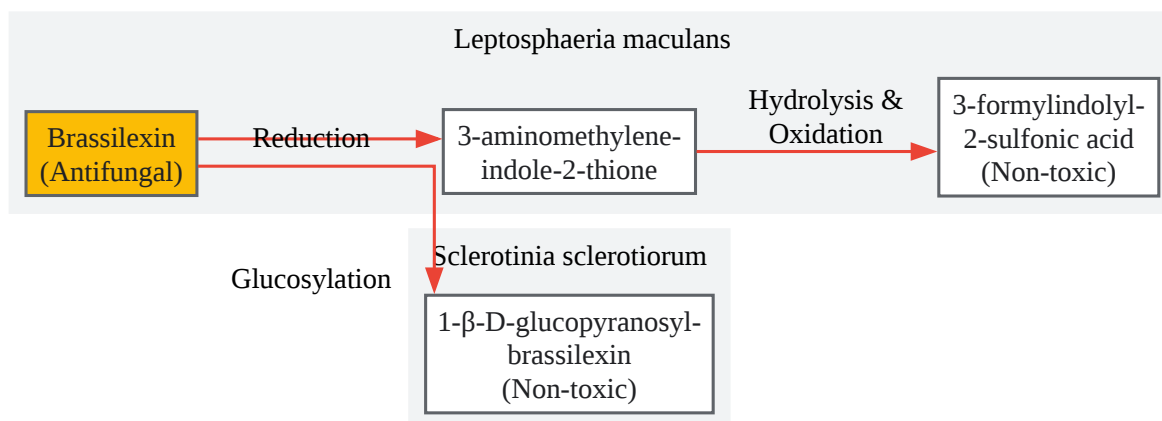 Leptosphaeria maculans
Brassilexin
(Antifungal)
Reduction
3-aminomethylene-
indole-2-thione
Hydrolysis &
Oxidation
3-formylindolyl-
2-sulfonic acid
(Non-toxic)
Glucosylation
Sclerotinia sclerotiorum
1-β-D-glucopyranosyl-
brassilexin
(Non-toxic)